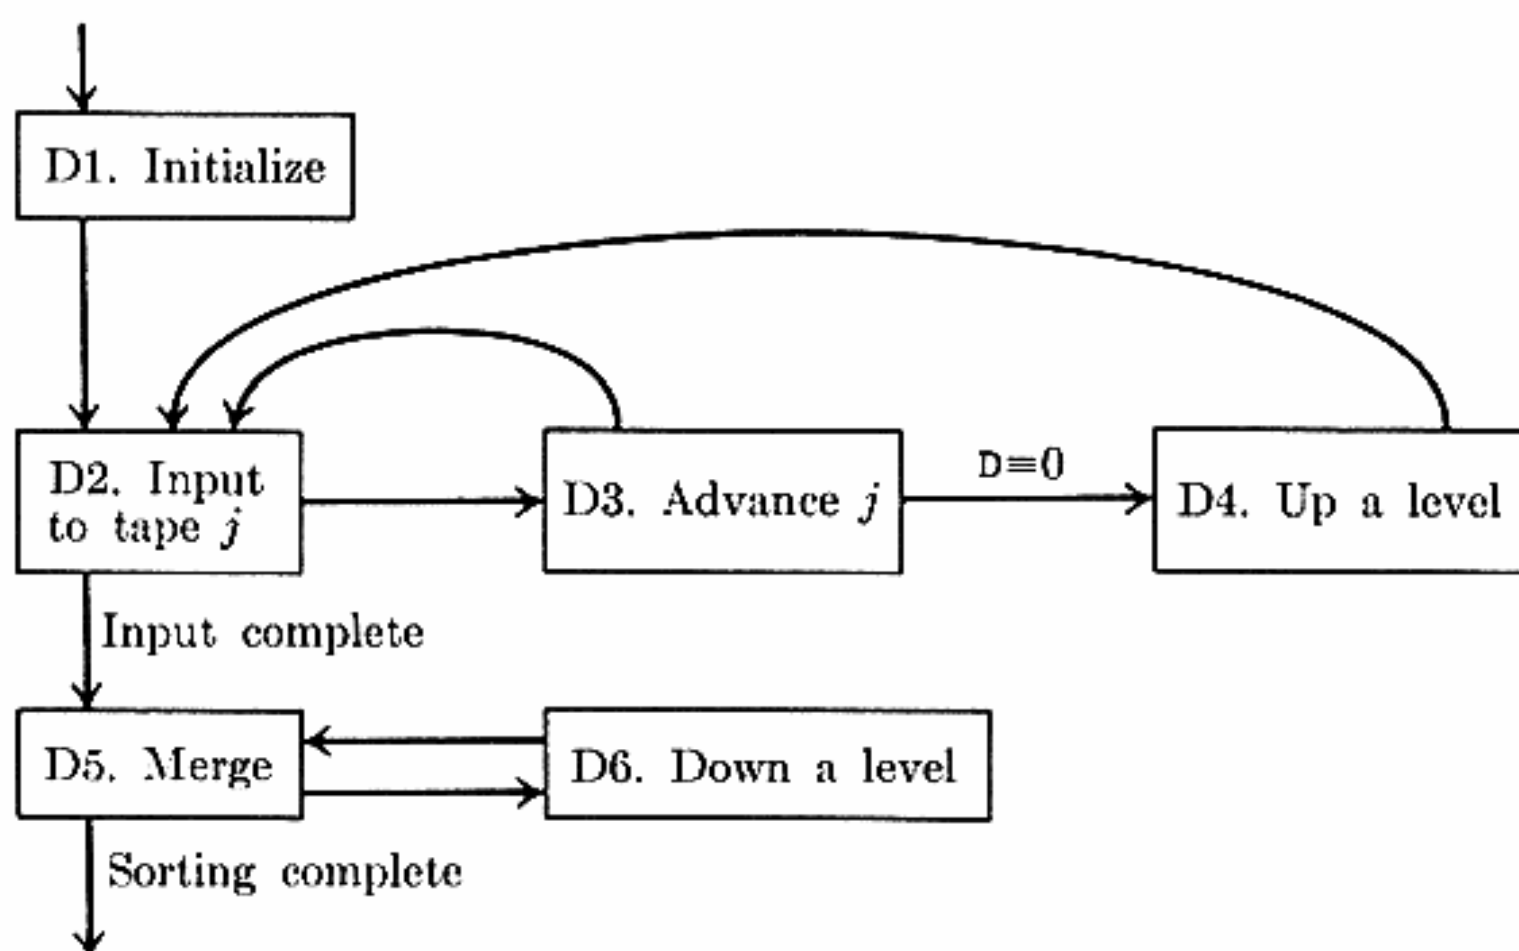 D1. Initialize
D2. Input
to tape j
D3. Advance j
D≡0
D4. Up a level
Input complete
D5. Merge
D6. Down a level
Sorting complete